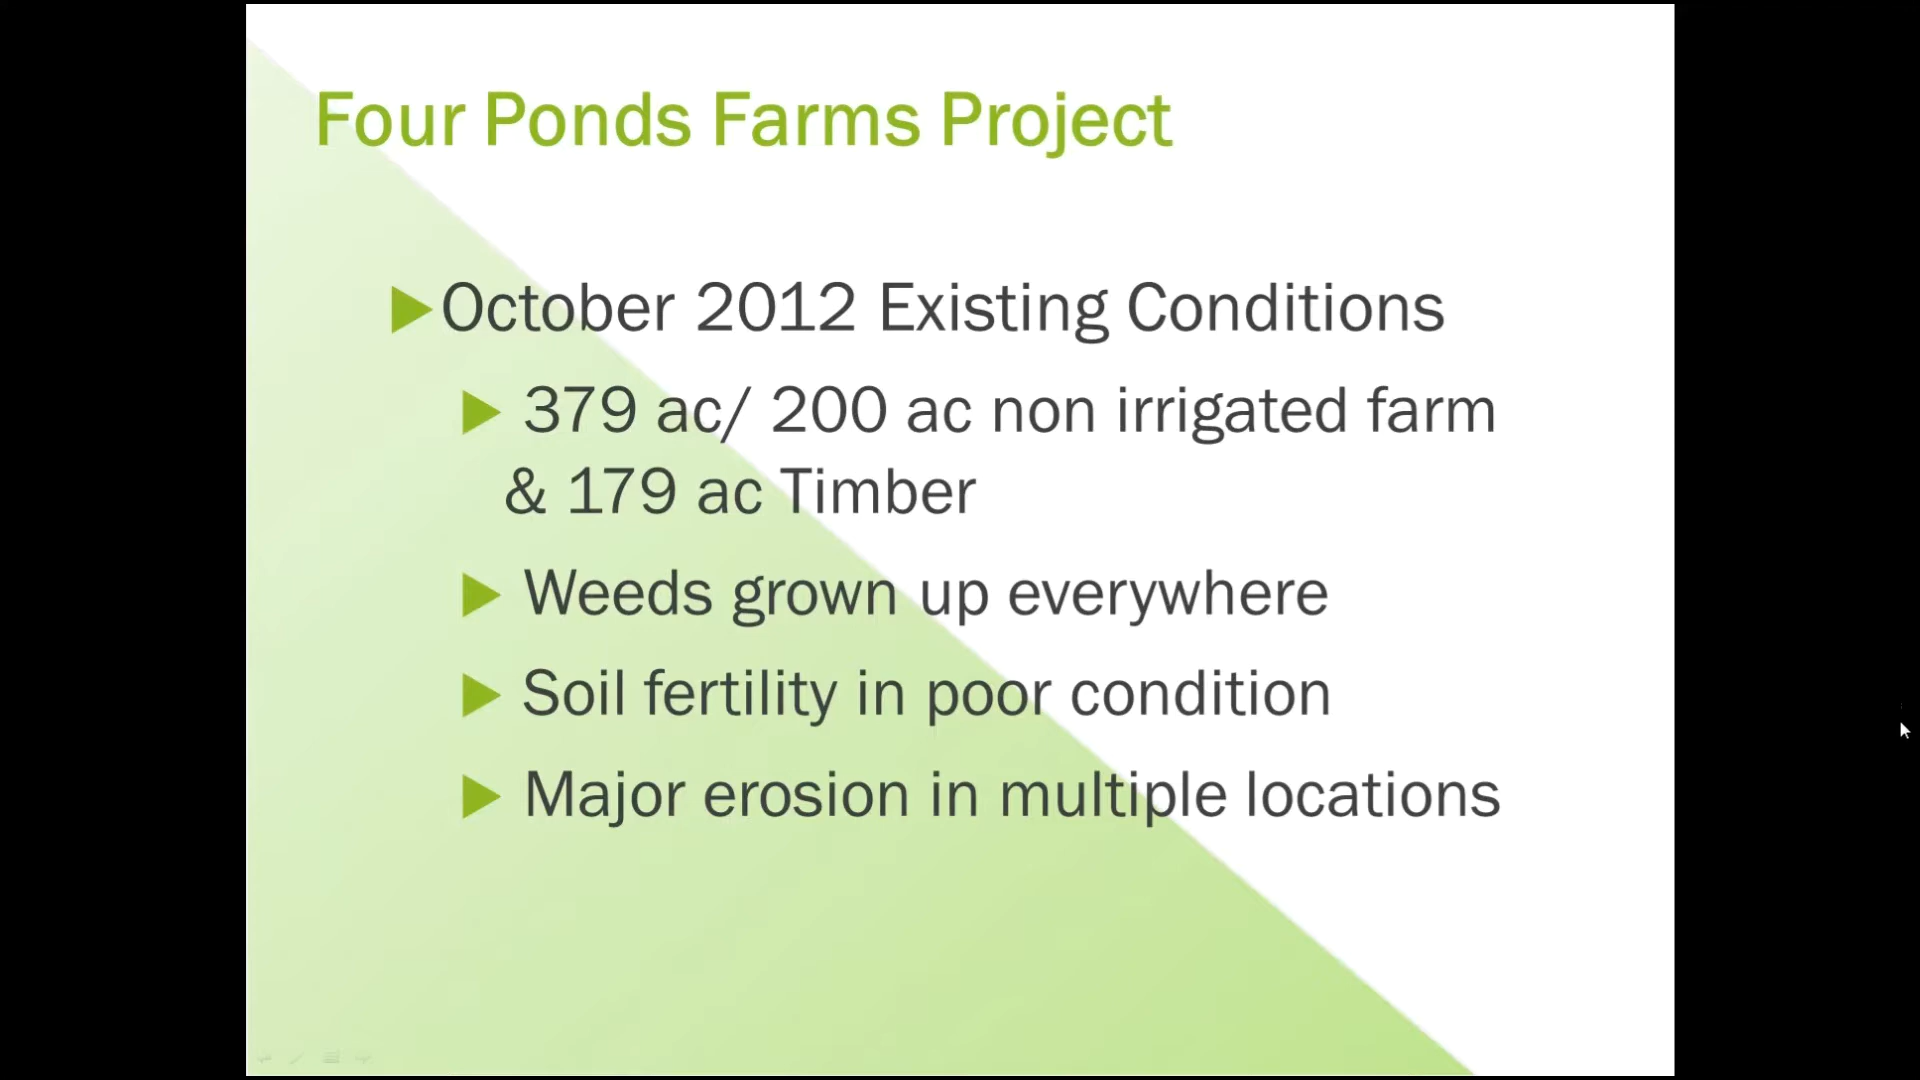 Four Ponds Farms Project
October 2012 Existing Conditions
379 ac/ 200 ac non irrigated farm
& 179 ac Timber
Weeds grown up everywhere
Soil fertility in poor condition
Major erosion in multiple locations